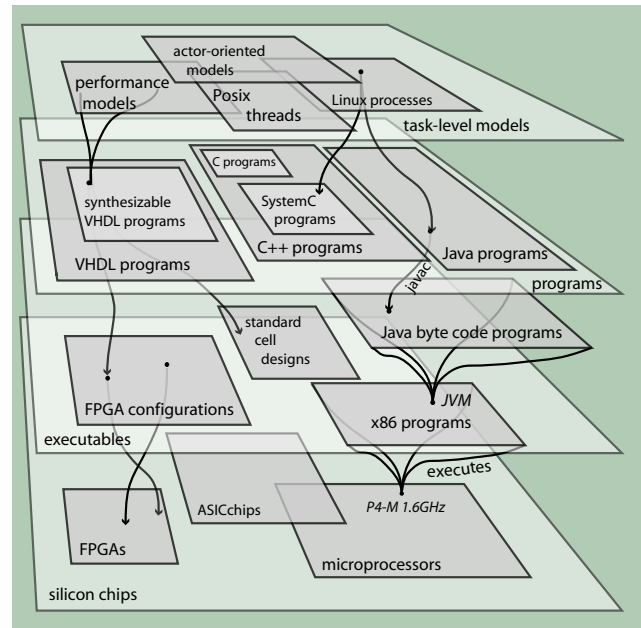 actor-oriented
models
performance
models
Posix
threads
Linux processes
task-level models
C programs
synthesizable
VHDL programs
SystemC
programs
VHDL programs
C++ programs
Java programs
programs
javac
standard
cell
designs
Java byte code programs
FPGA configurations
JVM
x86 programs
executables
executes
ASICchips
P4-M 1.6GHz
FPGAs
microprocessors
silicon chips